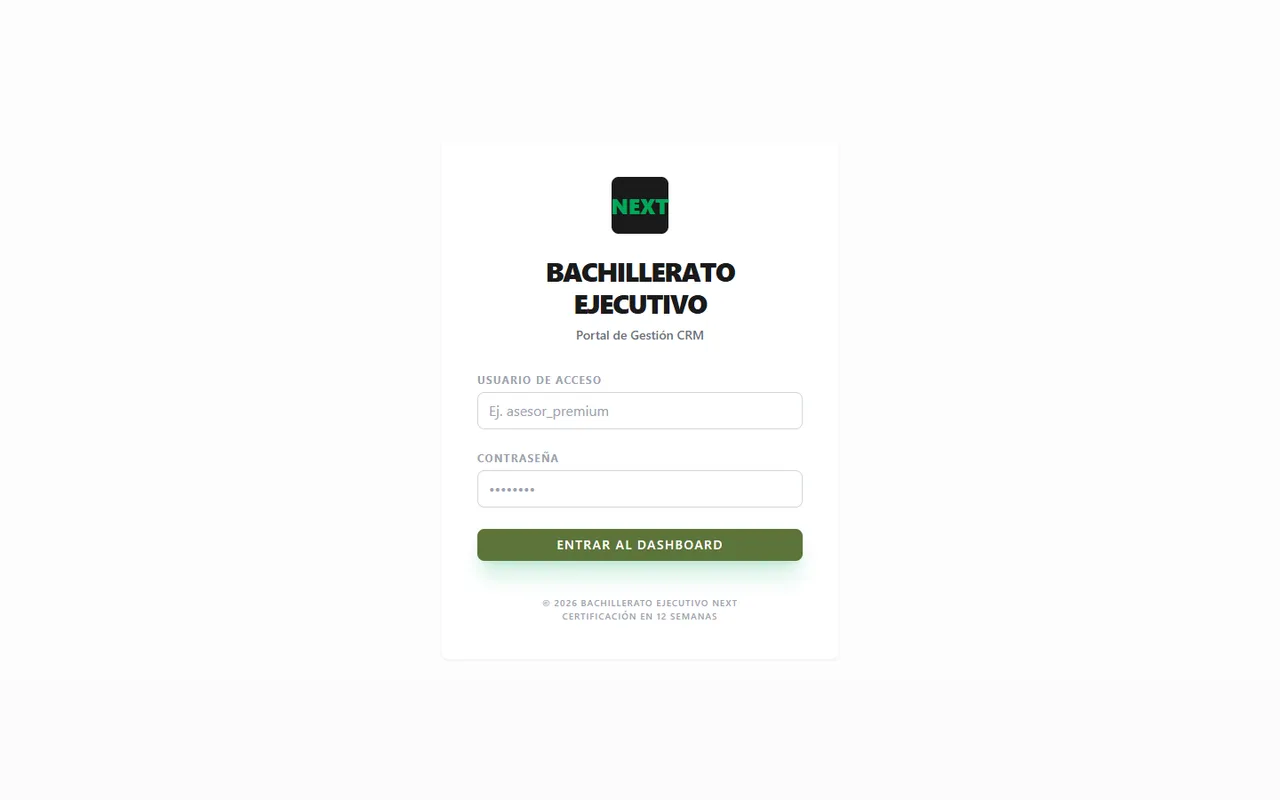 NEXT
BACHILLERATO
EJECUTIVO
Portal de Gestión CRM
USUARIO DE ACCESO
Ej. asesor_premium
CONTRASEÑA
••••••••
ENTRAR AL DASHBOARD
© 2026 BACHILLERATO EJECUTIVO NEXT
CERTIFICACIÓN EN 12 SEMANAS